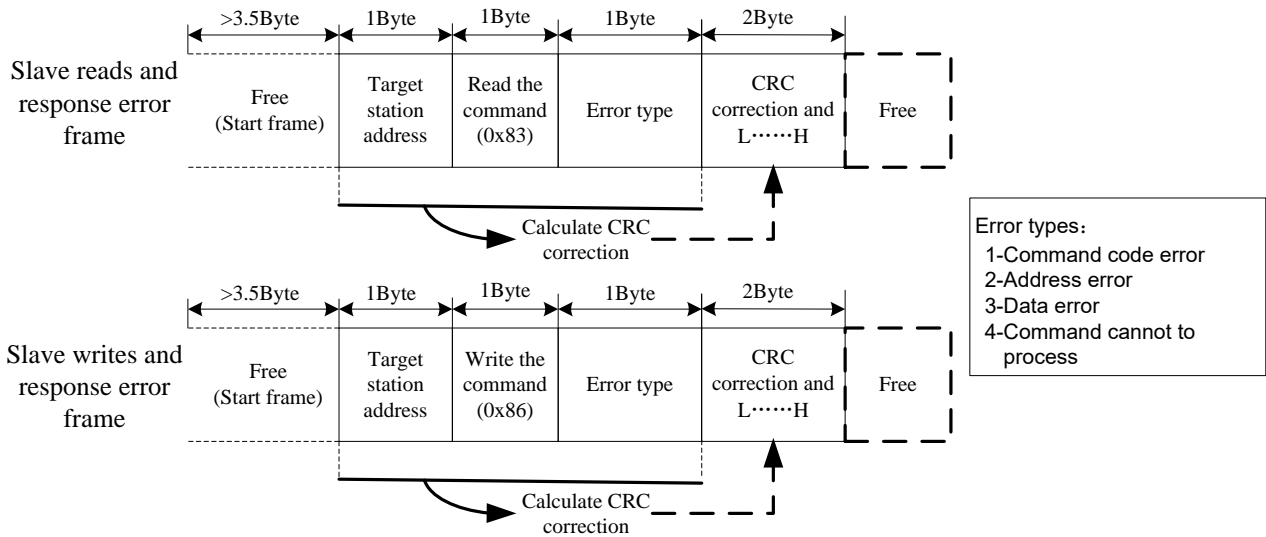 >3.5Byte 1Byte 1Byte 1Byte 2Byte
Slave reads and
response error
frame
Free
(Start frame)
Target
station
address
Read the
command
(0x83)
Error type
CRC
correction and
L······H
Free
Calculate CRC
correction
Error types：
1-Command code error
2-Address error
3-Data error
4-Command cannot to
process
>3.5Byte 1Byte 1Byte 1Byte 2Byte
Slave writes and
response error
frame
Free
(Start frame)
Target
station
address
Write the
command
(0x86)
Error type
CRC
correction and
L······H
Free
Calculate CRC
correction